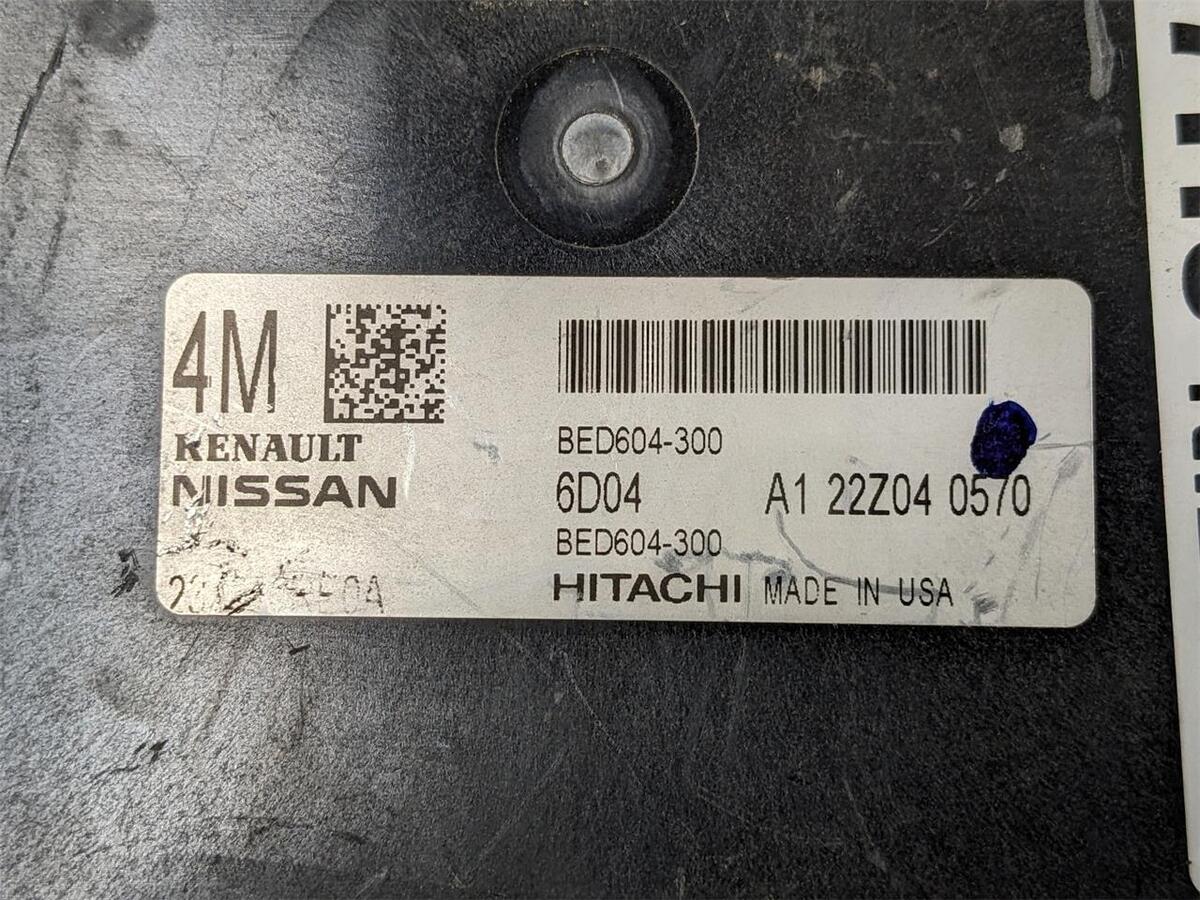 4M
RENAULT
NISSAN
BED604-300
6D04 A1 22Z04 0570
BED604-300
HITACHI MADE IN USA